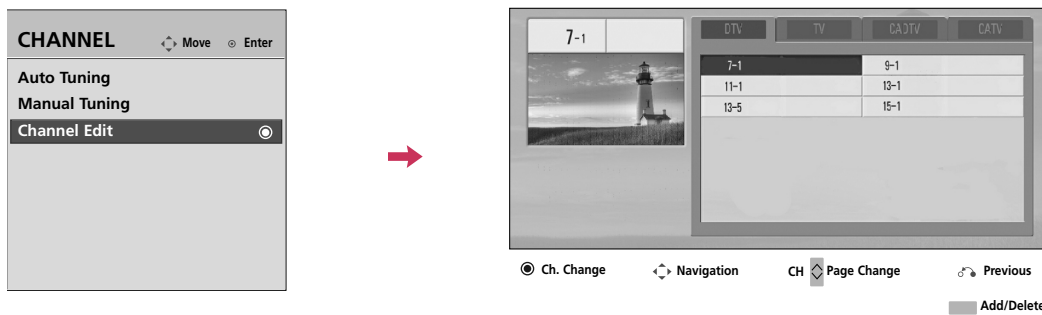 CHANNEL Move Enter
Auto Tuning
Manual Tuning
Channel Edit
7-1
DTV TV CADTV CATV
7-1 9-1
11-1 13-1
13-5 15-1
Ch. Change Navigation CH Page Change Previous
Add/Delete